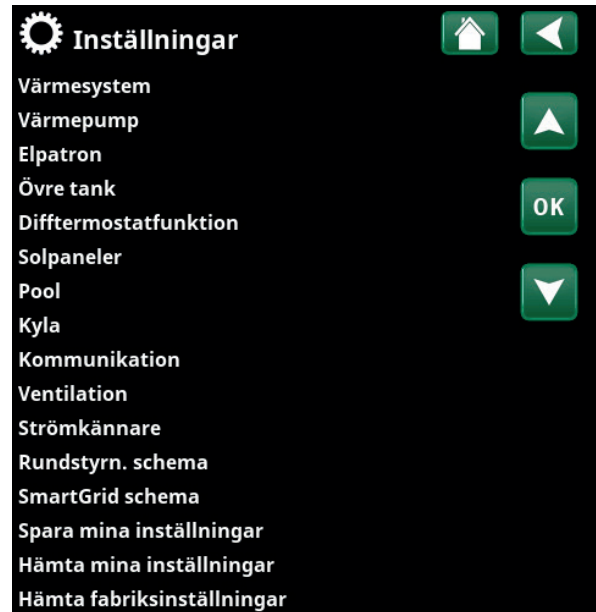 Inställningar
Värmesystem
Värmepump
Elpatron
Övre tank
Difftermostatfunktion
OK
Solpaneler
Pool
Kyla
Kommunikation
Ventilation
Strömkännare
Rundstyrn. schema
SmartGrid schema
Spara mina inställningar
Hämta mina inställningar
Hämta fabriksinställningar